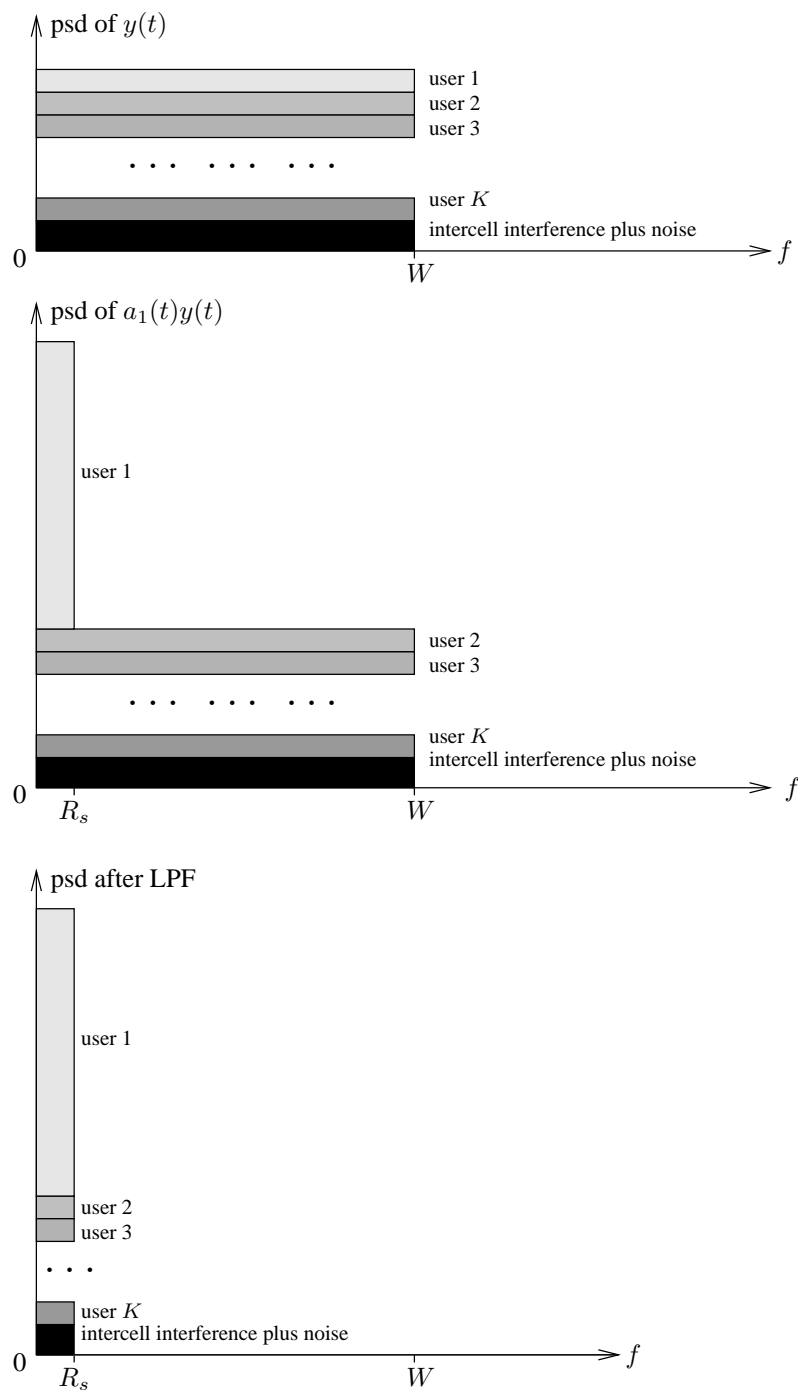 psd of y(t)
user 1
user 2
user 3
. . . . . . . . .
user K
intercell interference plus noise
0
W
f
psd of a₁(t)y(t)
user 1
user 2
user 3
. . . . . . . . .
user K
intercell interference plus noise
0
Rₛ
W
f
psd after LPF
user 1
user 2
user 3
. . .
user K
intercell interference plus noise
0
Rₛ
W
f